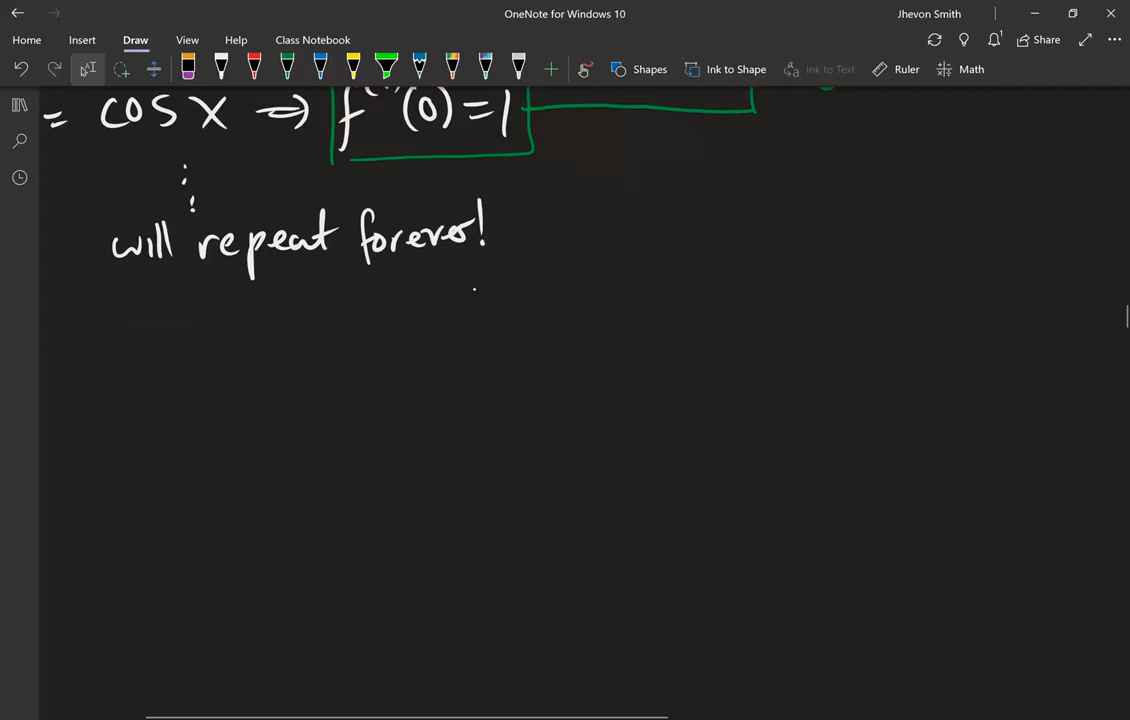 OneNote for Windows 10
Jhevon Smith
Home Insert Draw View Help Class Notebook
Share
Shapes Ink to Shape Ink to Text Ruler Math
= cos x → f (0) = 1
will repeat forever!